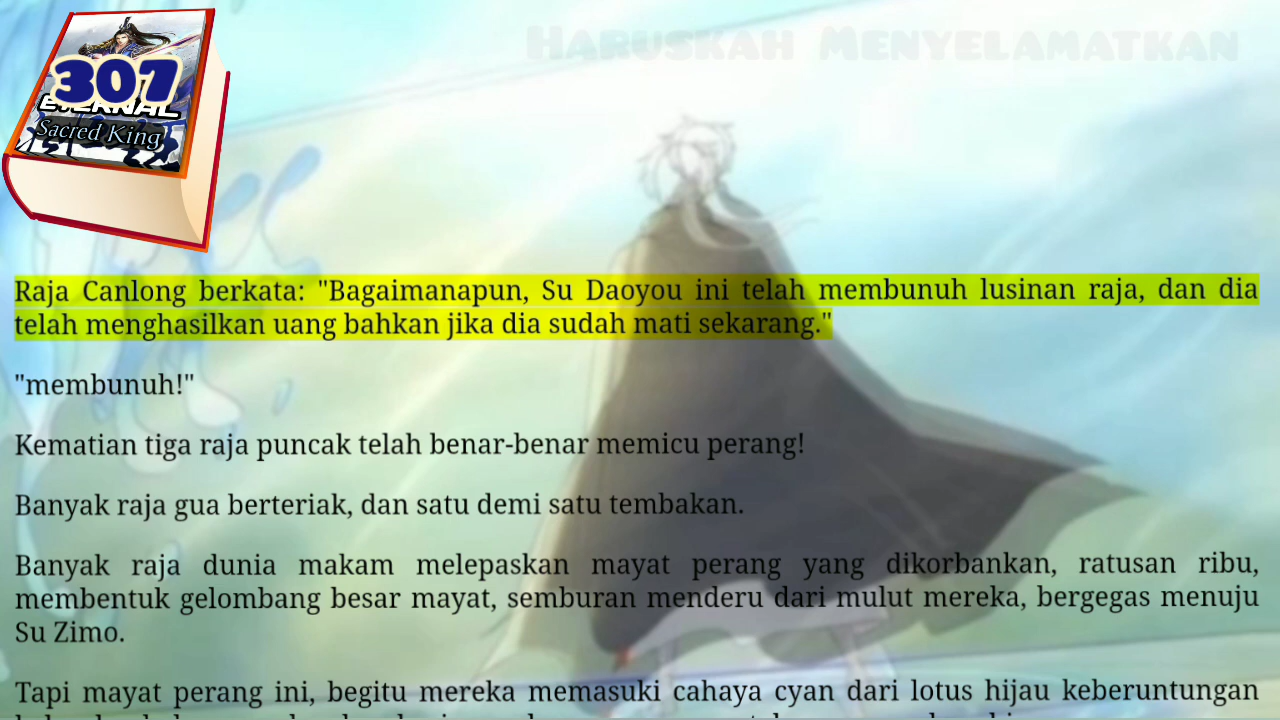 HARUSKAH MENYELAMATKAN
307
ETERNAL
Sacred King
Raja Canlong berkata: "Bagaimanapun, Su Daoyou ini telah membunuh lusinan raja, dan dia
telah menghasilkan uang bahkan jika dia sudah mati sekarang."
"membunuh!"
Kematian tiga raja puncak telah benar-benar memicu perang!
Banyak raja gua berteriak, dan satu demi satu tembakan.
Banyak raja dunia makam melepaskan mayat perang yang dikorbankan, ratusan ribu,
membentuk gelombang besar mayat, semburan menderu dari mulut mereka, bergegas menuju
Su Zimo.
Tapi mayat perang ini, begitu mereka memasuki cahaya cyan dari lotus hijau keberuntungan